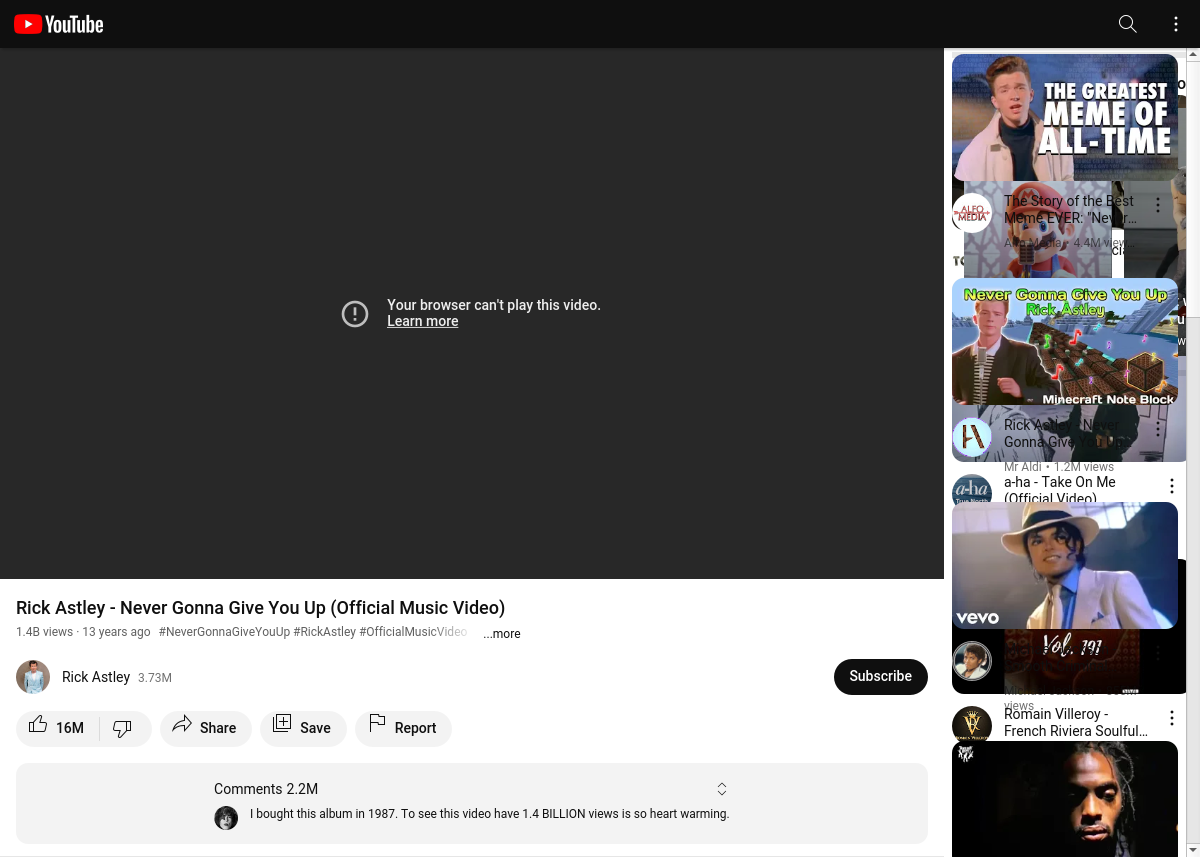 YouTube
Your browser can't play this video.
Learn more
Rick Astley - Never Gonna Give You Up (Official Music Video)
1.4B views · 13 years ago #NeverGonnaGiveYouUp #RickAstley #OfficialMusicVideo ...more
Rick Astley 3.73M
Subscribe
16M
Share
Save
Report
Comments 2.2M
I bought this album in 1987. To see this video have 1.4 BILLION views is so heart warming.
THE GREATEST
MEME OF
ALL-TIME
ALFO
MEDIA
The Story of the Best
Meme EVER: "Never…
Alfo Media • 4.4M view
Never Gonna Give You Up
Rick Astley
Minecraft Note Block
Rick Astley - Never
Gonna Give You Up
Mr Aldi • 1.2M views
a-ha
a-ha - Take On Me
(Official Video)
vevo
Vol. 191
views
Romain Villeroy -
French Riviera Soulful…